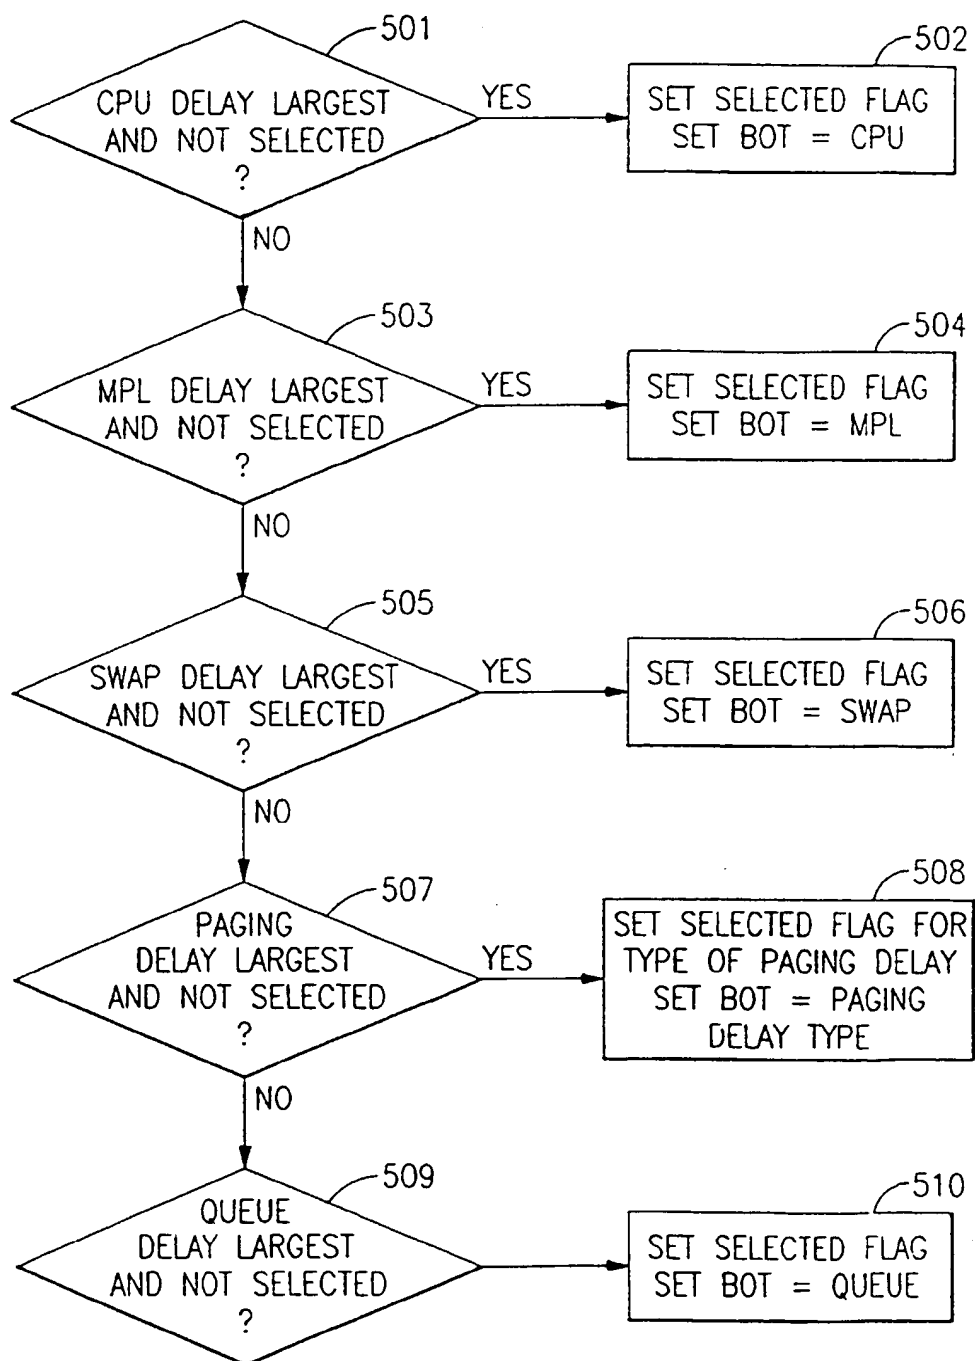 501
CPU DELAY LARGEST
AND NOT SELECTED
?
YES
502
SET SELECTED FLAG
SET BOT = CPU
NO
503
MPL DELAY LARGEST
AND NOT SELECTED
?
YES
504
SET SELECTED FLAG
SET BOT = MPL
NO
505
SWAP DELAY LARGEST
AND NOT SELECTED
?
YES
506
SET SELECTED FLAG
SET BOT = SWAP
NO
507
PAGING
DELAY LARGEST
AND NOT SELECTED
?
YES
508
SET SELECTED FLAG FOR
TYPE OF PAGING DELAY
SET BOT = PAGING
DELAY TYPE
NO
509
QUEUE
DELAY LARGEST
AND NOT SELECTED
?
510
SET SELECTED FLAG
SET BOT = QUEUE